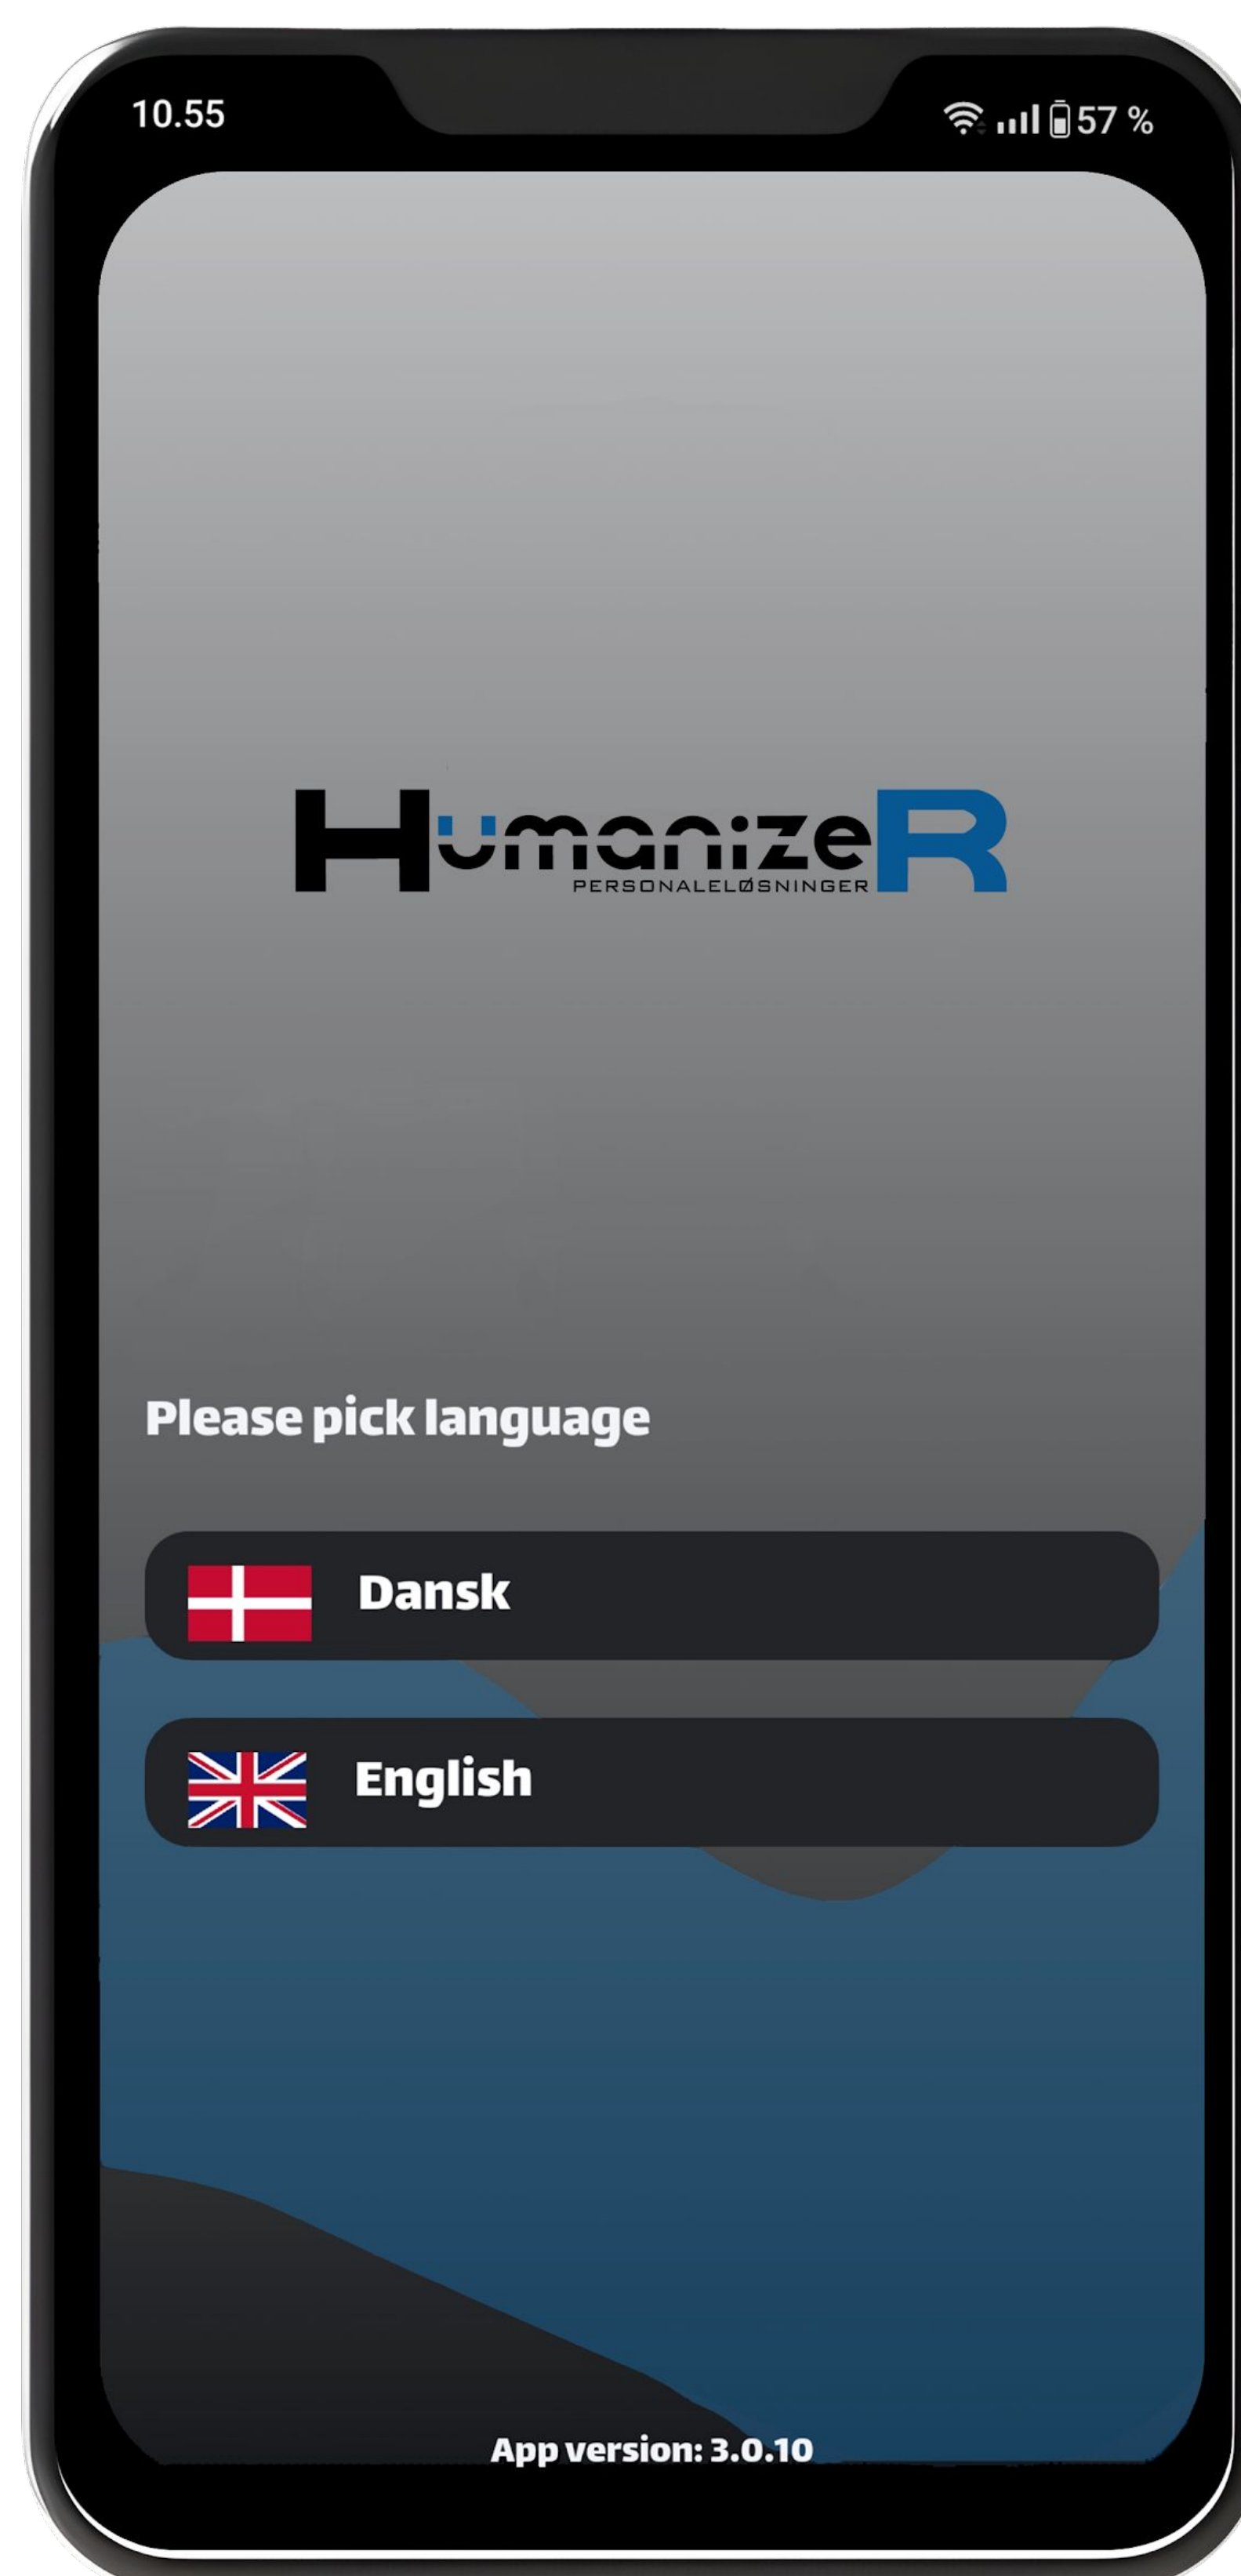 10.55
57 %
HumanizeR
PERSONALELØSNINGER
Please pick language
Dansk
English
App version: 3.0.10